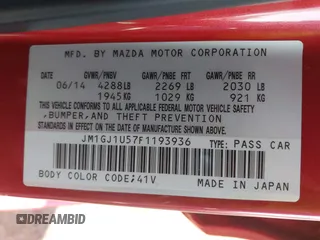 MFD. BY MAZDA MOTOR CORPORATION
GVWR/PNBV GAWR/PNBE FRT GAWR/PNBE RR
06/14 4288LB 2269 LB 2030 LB
1945KG 1029 KG 921 KG
THIS VEHICLE CONFORMS TO ALL APPLICABLE FEDERAL MOTOR VEHICLE SAFETY
,BUMPER,AND THEFT PREVENTION
STANDARDS IN EFFECT ON THE DATE OF MANUFACTURE SHOWN ABOVE.
JM1GJ1U57F1193936 TYPE: PASS CAR
BODY COLOR CODE;41V MADE IN JAPAN
DREAMBID